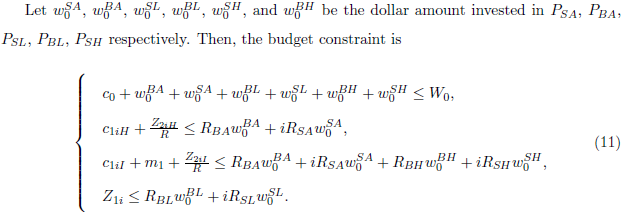 Let $w_0^{SA}$, $w_0^{BA}$, $w_0^{SL}$, $w_0^{BL}$, $w_0^{SH}$, and $w_0^{BH}$ be the dollar amount invested in $P_{SA}$, $P_{BA}$,
$P_{SL}$, $P_{BL}$, $P_{SH}$ respectively. Then, the budget constraint is
$c_0 + w_0^{BA} + w_0^{SA} + w_0^{BL} + w_0^{SL} + w_0^{BH} + w_0^{SH} \leq W_0,$
$c_{1iH} + \frac{Z_{2iH}}{R} \leq R_{BA} w_0^{BA} + iR_{SA} w_0^{SA},$
$c_{1iI} + m_1 + \frac{Z_{2iI}}{R} \leq R_{BA} w_0^{BA} + iR_{SA} w_0^{SA} + R_{BH} w_0^{BH} + iR_{SH} w_0^{SH},$
(11)
$Z_{1i} \leq R_{BL} w_0^{BL} + iR_{SL} w_0^{SL}.$